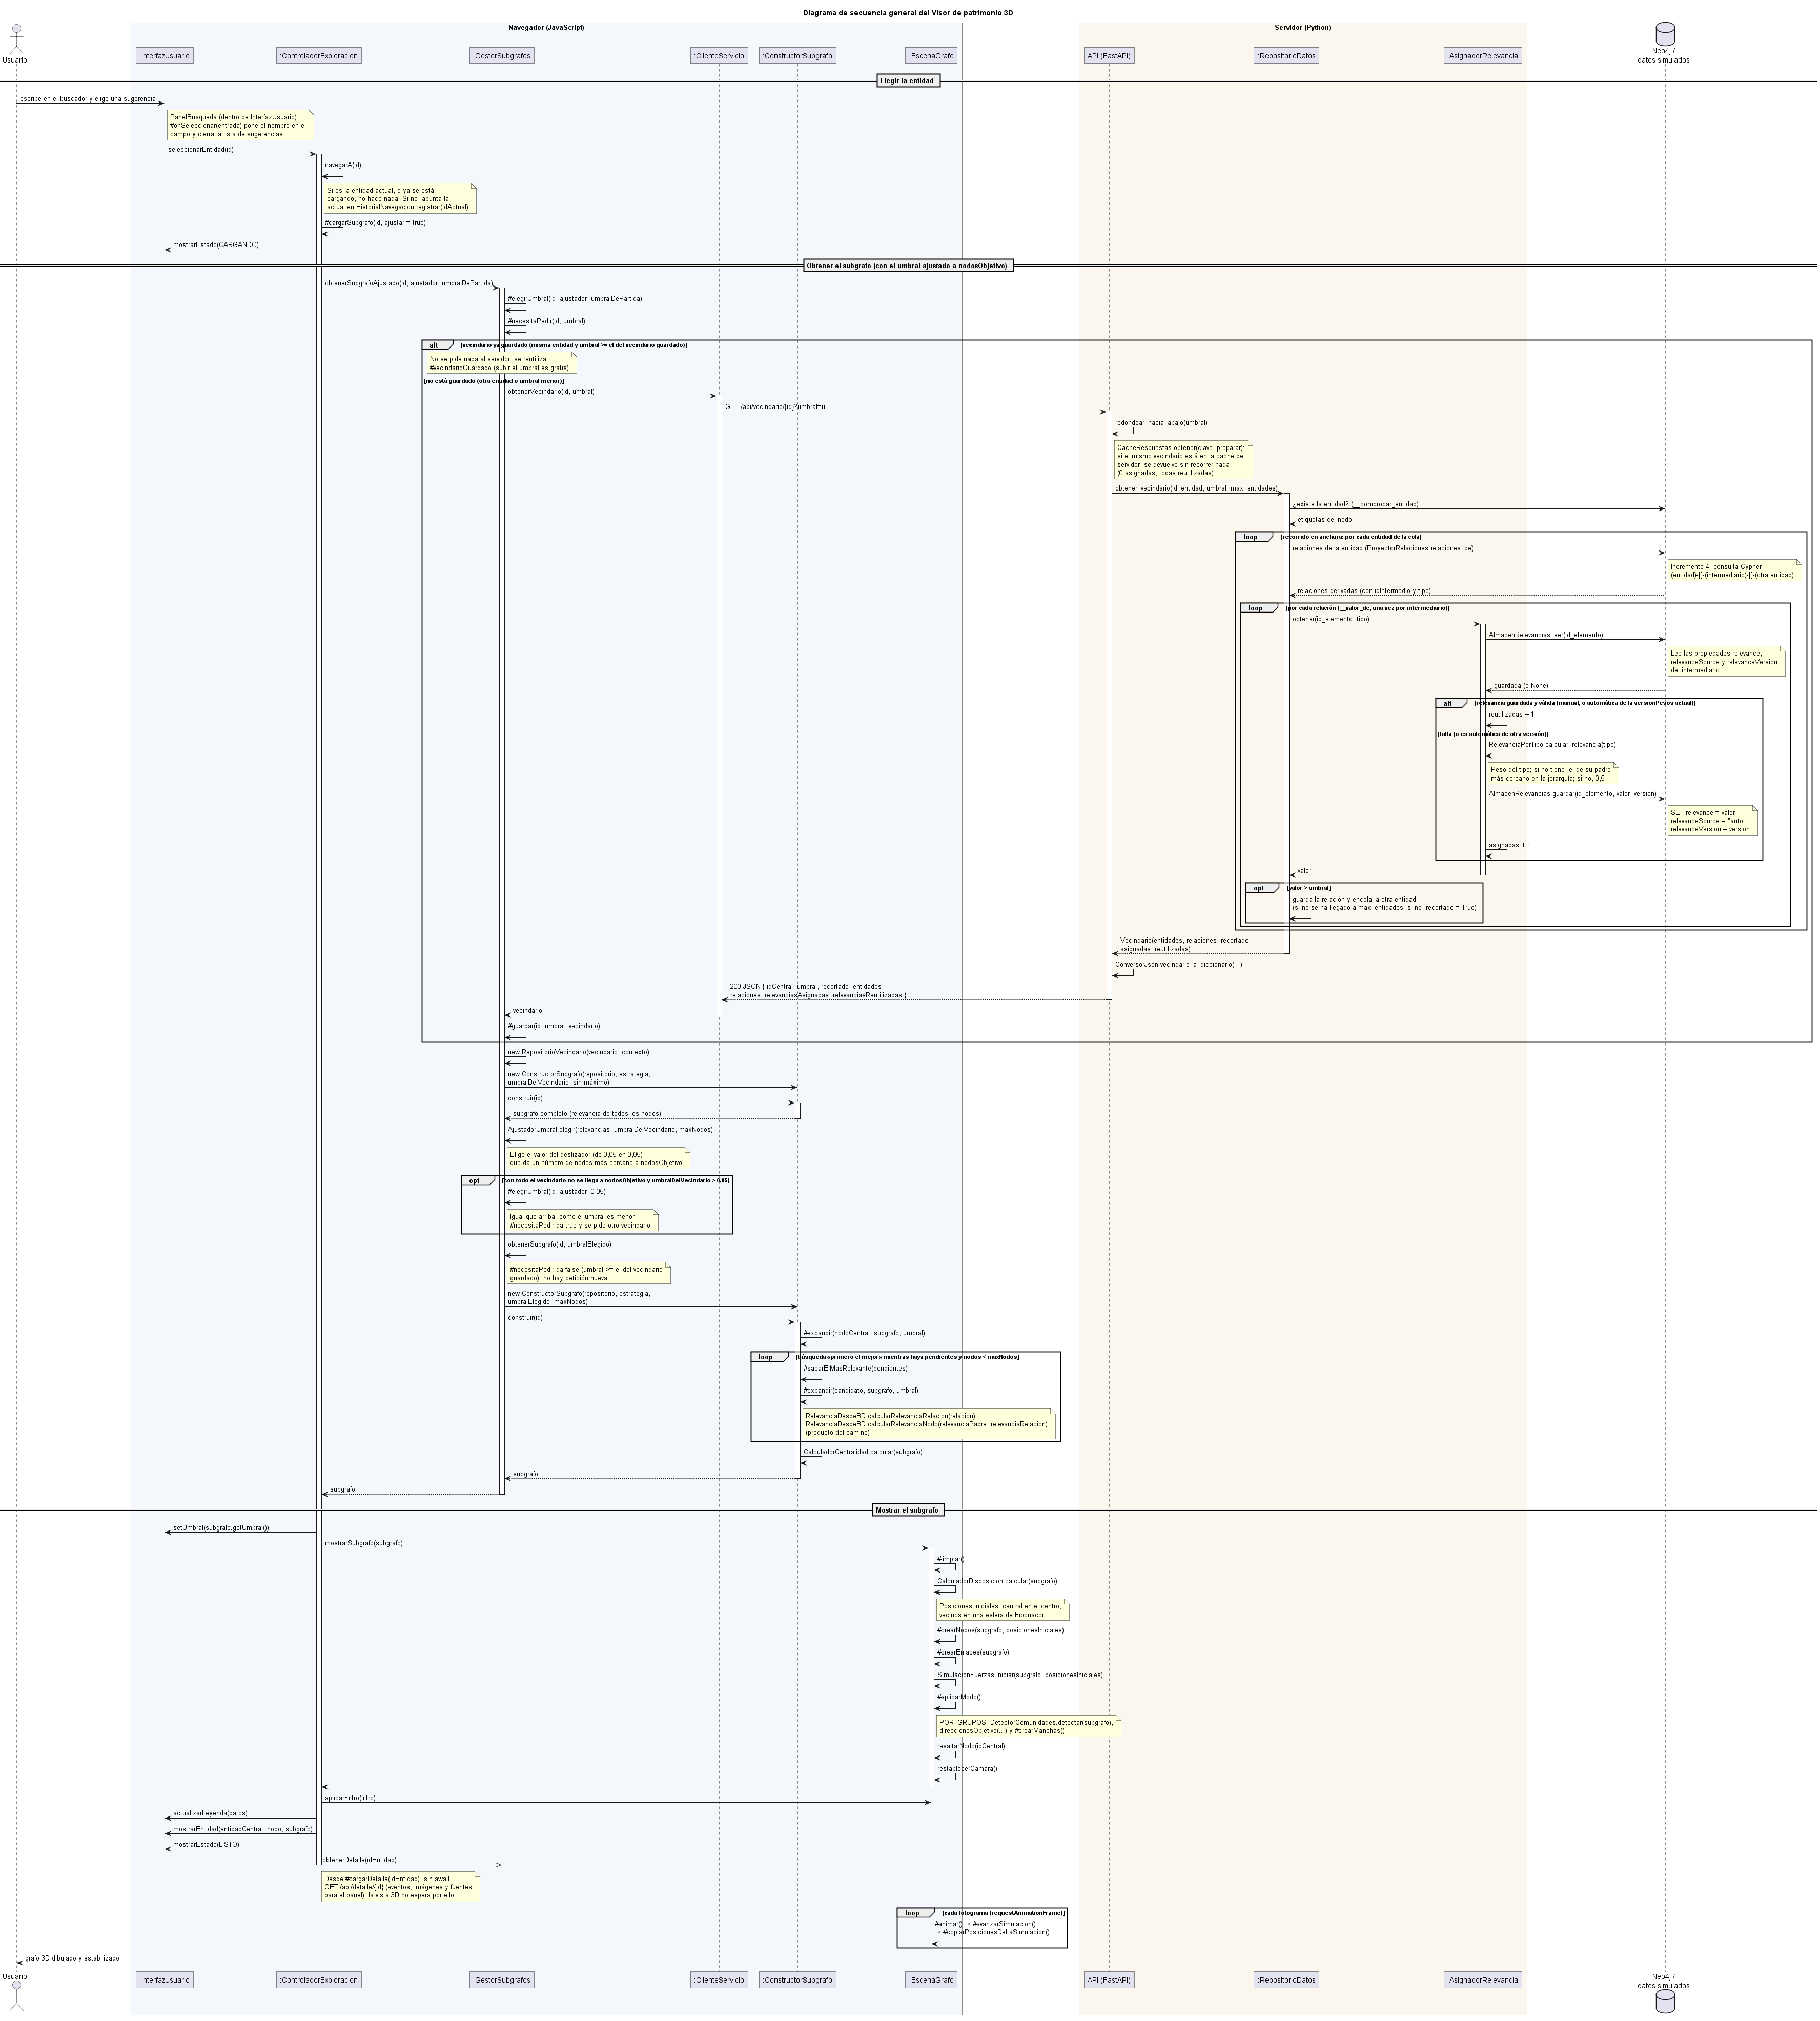 Diagrama de secuencia general del Visor de patrimonio 3D
Navegador (JavaScript)
Servidor (Python)
Usuario
:InterfazUsuario
:ControladorExploracion
:GestorSubgrafos
:ClienteServicio
:ConstructorSubgrafo
:EscenaGrafo
API (FastAPI)
:RepositorioDatos
:AsignadorRelevancia
Neo4j /
datos simulados
Elegir la entidad
escribe en el buscador y elige una sugerencia
PanelBusqueda (dentro de InterfazUsuario):
#onSeleccionar(entrada) pone el nombre en el
campo y cierra la lista de sugerencias
seleccionarEntidad(id)
navegarA(id)
Si es la entidad actual, o ya se está
cargando, no hace nada. Si no, apunta la
actual en HistorialNavegacion.registrar(idActual)
#cargarSubgrafo(id, ajustar = true)
mostrarEstado(CARGANDO)
Obtener el subgrafo (con el umbral ajustado a nodosObjetivo)
obtenerSubgrafoAjustado(id, ajustador, umbralDePartida)
#elegirUmbral(id, ajustador, umbralDePartida)
#necesitaPedir(id, umbral)
alt
[vecindario ya guardado (misma entidad y umbral >= el del vecindario guardado)]
No se pide nada al servidor: se reutiliza
#vecindarioGuardado (subir el umbral es gratis)
[no está guardado (otra entidad o umbral menor)]
obtenerVecindario(id, umbral)
GET /api/vecindario/{id}?umbral=u
redondear_hacia_abajo(umbral)
CacheRespuestas.obtener(clave, preparar):
si el mismo vecindario está en la caché del
servidor, se devuelve sin recorrer nada
(0 asignadas, todas reutilizadas)
obtener_vecindario(id_entidad, umbral, max_entidades)
¿existe la entidad? (__comprobar_entidad)
etiquetas del nodo
loop
[recorrido en anchura: por cada entidad de la cola]
relaciones de la entidad (ProyectorRelaciones.relaciones_de)
Incremento 4: consulta Cypher
(entidad)-[]-(intermediario)-[]-(otra entidad)
relaciones derivadas (con idIntermedio y tipo)
loop
[por cada relación (__valor_de, una vez por intermediario)]
obtener(id_elemento, tipo)
AlmacenRelevancias.leer(id_elemento)
Lee las propiedades relevance,
relevanceSource y relevanceVersion
del intermediario
guardada (o None)
alt
[relevancia guardada y válida (manual, o automática de la versionPesos actual)]
reutilizadas + 1
[falta (o es automática de otra versión)]
RelevanciaPorTipo.calcular_relevancia(tipo)
Peso del tipo; si no tiene, el de su padre
más cercano en la jerarquía; si no, 0,5
AlmacenRelevancias.guardar(id_elemento, valor, version)
SET relevance = valor,
relevanceSource = "auto",
relevanceVersion = version
asignadas + 1
valor
opt
[valor > umbral]
guarda la relación y encola la otra entidad
(si no se ha llegado a max_entidades; si no, recortado = True)
Vecindario(entidades, relaciones, recortado,
asignadas, reutilizadas)
ConversorJson.vecindario_a_diccionario(...)
200 JSON { idCentral, umbral, recortado, entidades,
relaciones, relevanciasAsignadas, relevanciasReutilizadas }
vecindario
#guardar(id, umbral, vecindario)
new RepositorioVecindario(vecindario, contexto)
new ConstructorSubgrafo(repositorio, estrategia,
umbralDelVecindario, sin máximo)
construir(id)
subgrafo completo (relevancia de todos los nodos)
AjustadorUmbral.elegir(relevancias, umbralDelVecindario, maxNodos)
Elige el valor del deslizador (de 0,05 en 0,05)
que da un número de nodos más cercano a nodosObjetivo
opt
[con todo el vecindario no se llega a nodosObjetivo y umbralDelVecindario > 0,05]
#elegirUmbral(id, ajustador, 0,05)
Igual que arriba: como el umbral es menor,
#necesitaPedir da true y se pide otro vecindario
obtenerSubgrafo(id, umbralElegido)
#necesitaPedir da false (umbral >= el del vecindario
guardado): no hay petición nueva
new ConstructorSubgrafo(repositorio, estrategia,
umbralElegido, maxNodos)
construir(id)
#expandir(nodoCentral, subgrafo, umbral)
loop
[búsqueda «primero el mejor» mientras haya pendientes y nodos < maxNodos]
#sacarElMasRelevante(pendientes)
#expandir(candidato, subgrafo, umbral)
RelevanciaDesdeBD.calcularRelevanciaRelacion(relacion)
RelevanciaDesdeBD.calcularRelevanciaNodo(relevanciaPadre, relevanciaRelacion)
(producto del camino)
CalculadorCentralidad.calcular(subgrafo)
subgrafo
subgrafo
Mostrar el subgrafo
setUmbral(subgrafo.getUmbral())
mostrarSubgrafo(subgrafo)
#limpiar()
CalculadorDisposicion.calcular(subgrafo)
Posiciones iniciales: central en el centro,
vecinos en una esfera de Fibonacci
#crearNodos(subgrafo, posicionesIniciales)
#crearEnlaces(subgrafo)
SimulacionFuerzas.iniciar(subgrafo, posicionesIniciales)
#aplicarModo()
POR_GRUPOS: DetectorComunidades.detectar(subgrafo),
direccionesObjetivo(...) y #crearManchas()
resaltarNodo(idCentral)
restablecerCamara()
aplicarFiltro(filtro)
actualizarLeyenda(datos)
mostrarEntidad(entidadCentral, nodo, subgrafo)
mostrarEstado(LISTO)
obtenerDetalle(idEntidad)
Desde #cargarDetalle(idEntidad), sin await:
GET /api/detalle/{id} (eventos, imágenes y fuentes
para el panel); la vista 3D no espera por ello
loop
[cada fotograma (requestAnimationFrame)]
#animar() → #avanzarSimulacion()
→ #copiarPosicionesDeLaSimulacion()
grafo 3D dibujado y estabilizado
Usuario
:InterfazUsuario
:ControladorExploracion
:GestorSubgrafos
:ClienteServicio
:ConstructorSubgrafo
:EscenaGrafo
API (FastAPI)
:RepositorioDatos
:AsignadorRelevancia
Neo4j /
datos simulados